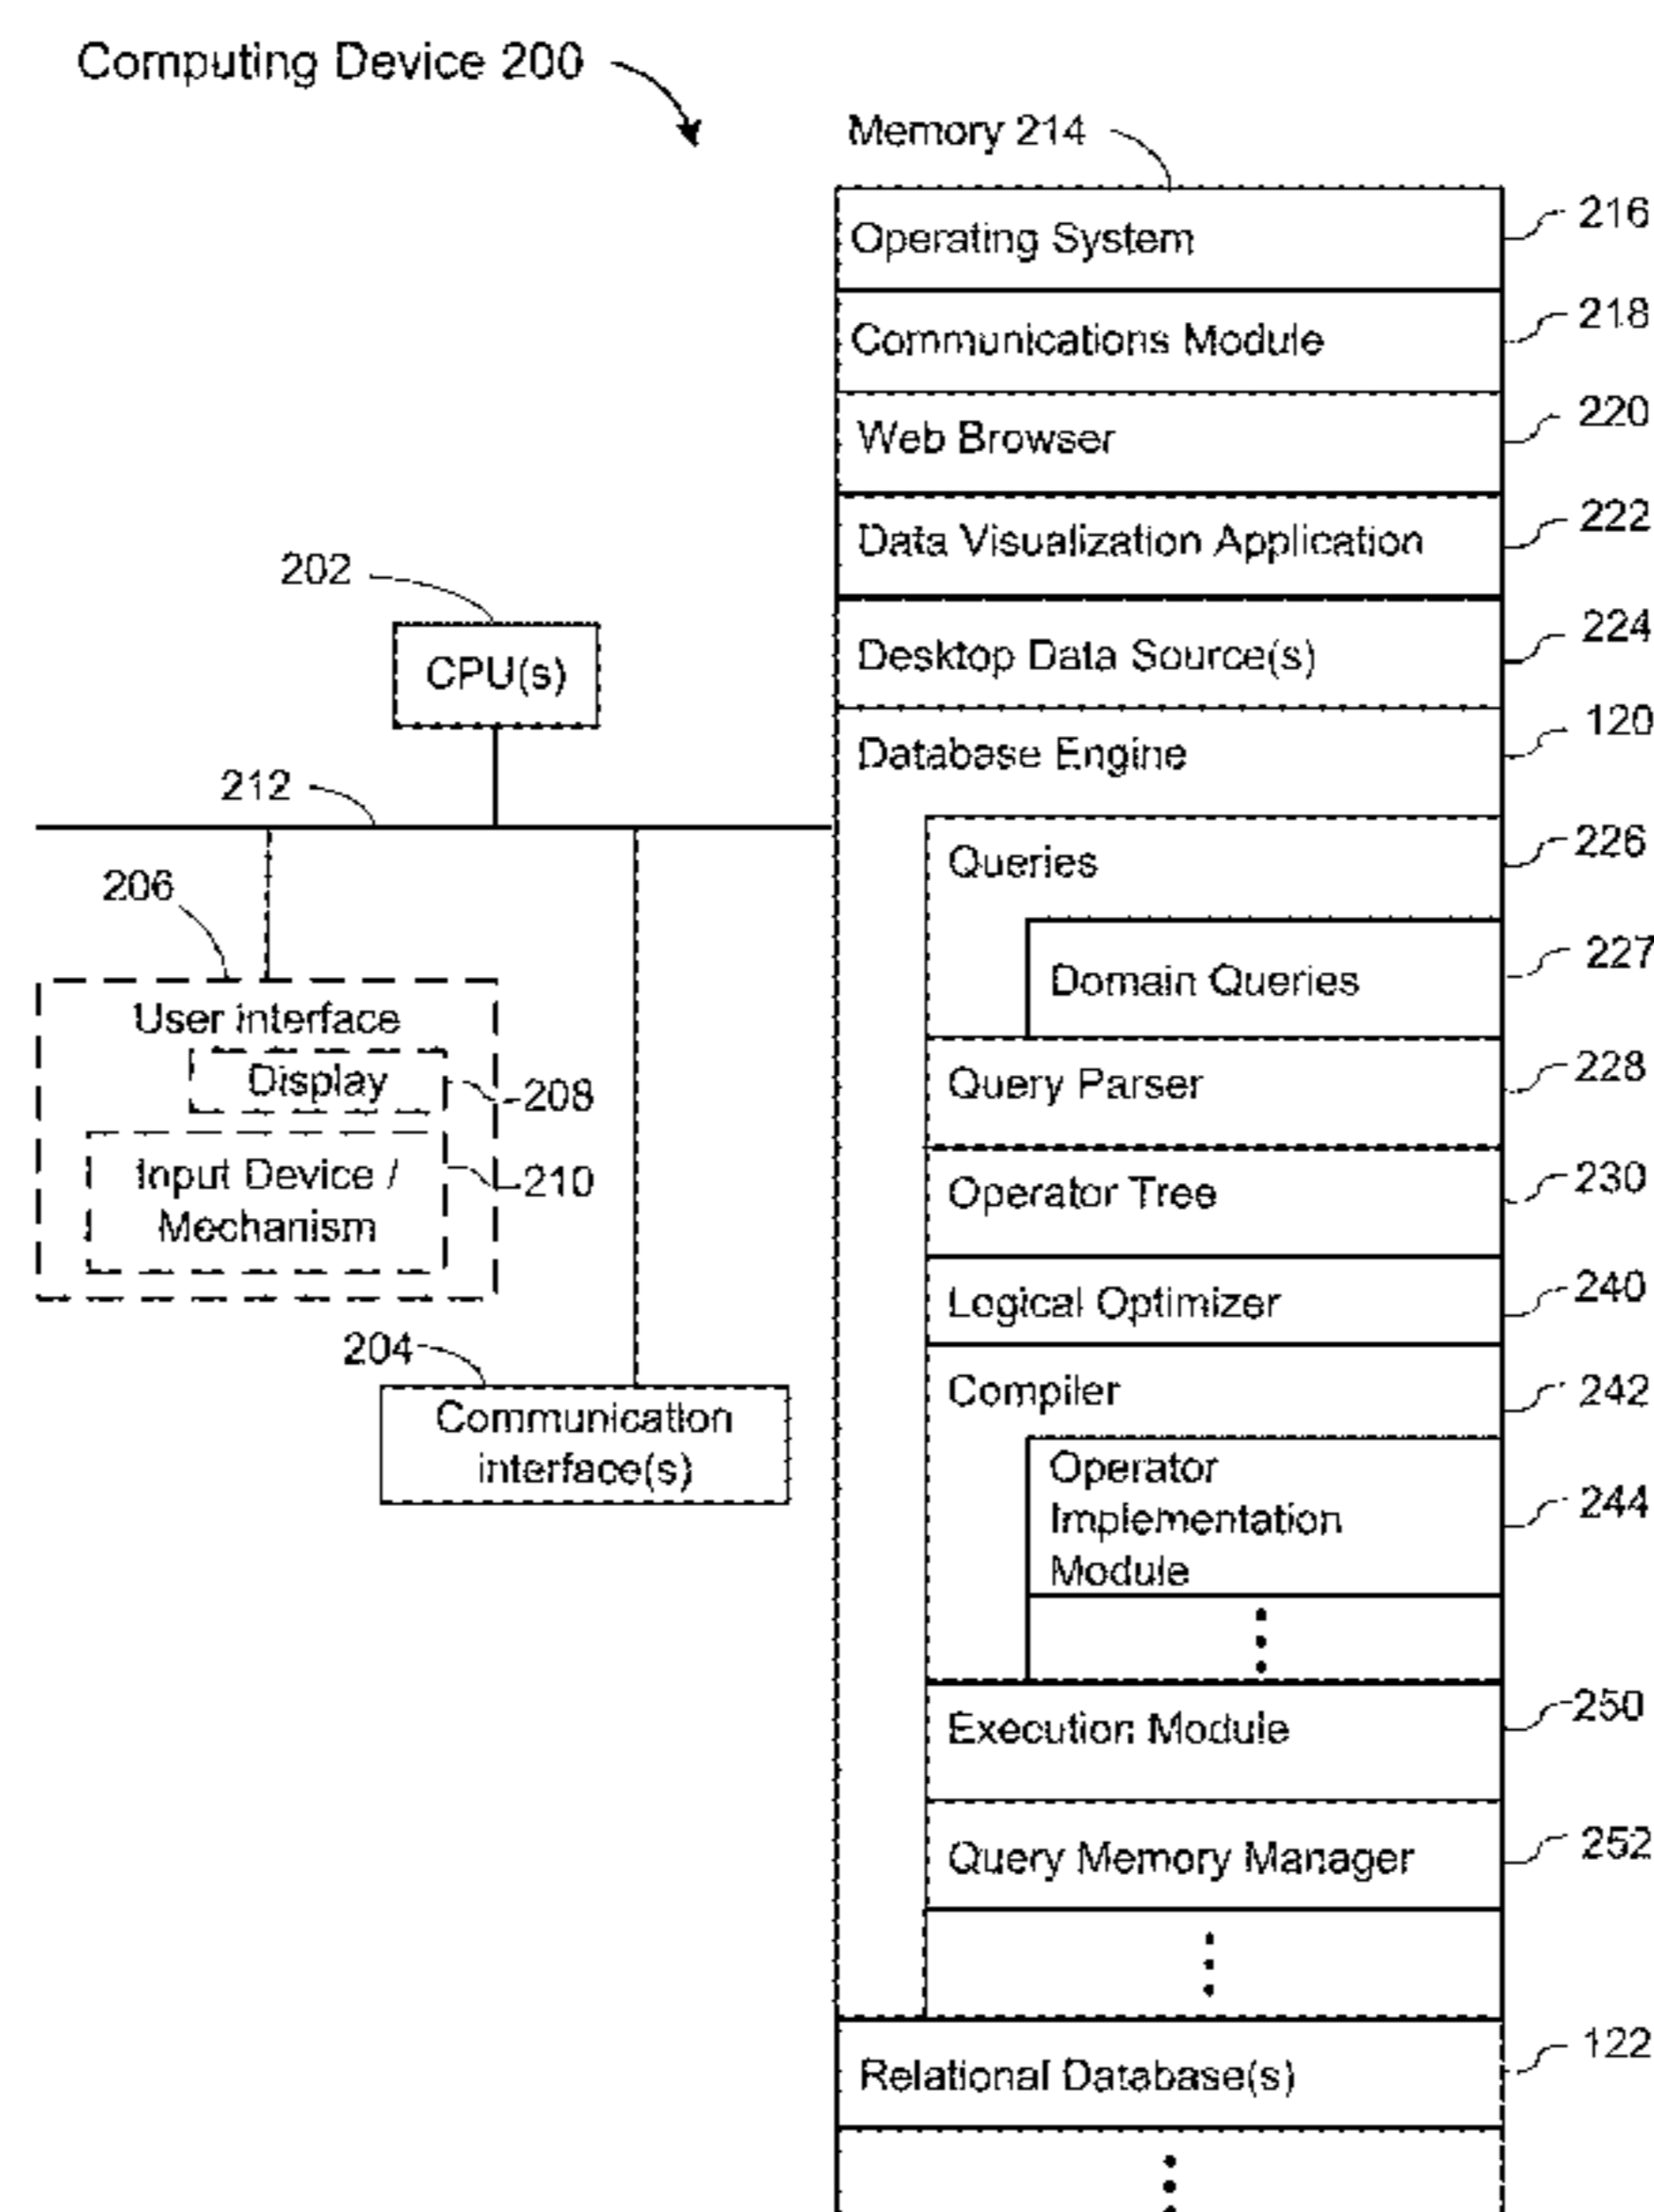 Computing Device 200
Memory 214
Operating System 216
Communications Module 218
Web Browser 220
Data Visualization Application 222
Desktop Data Source(s) 224
Database Engine 120
Queries 226
Domain Queries 227
Query Parser 228
Operator Tree 230
Logical Optimizer 240
Compiler 242
Operator
Implementation 244
Module
Execution Module 250
Query Memory Manager 252
Relational Database(s) 122
202
CPU(s)
212
206
User interface
Display 208
Input Device / 210
Mechanism
204
Communication
interface(s)